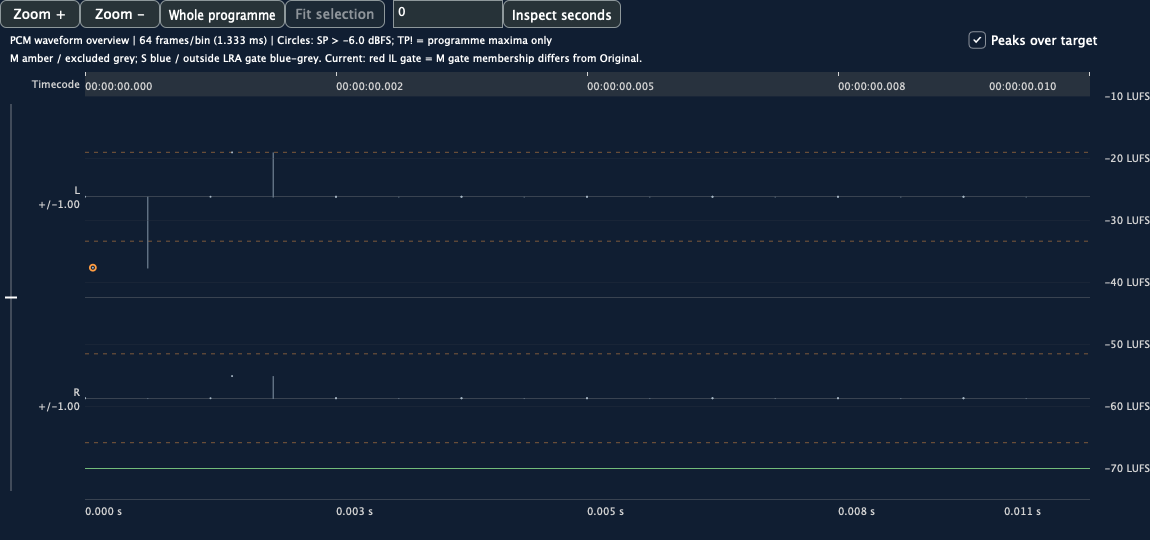 Zoom + Zoom − Whole programme Fit selection 0 Inspect seconds
PCM waveform overview | 64 frames/bin (1.333 ms) | Circles: SP > −6.0 dBFS; TP! = programme maxima only
Peaks over target
M amber / excluded grey; S blue / outside LRA gate blue-grey. Current: red IL gate = M gate membership differs from Original.
Timecode 00:00:00.000 00:00:00.002 00:00:00.005 00:00:00.008 00:00:00.010
−10 LUFS
−20 LUFS
L
+/−1.00
−30 LUFS
−40 LUFS
−50 LUFS
R
+/−1.00
−60 LUFS
−70 LUFS
0.000 s 0.003 s 0.005 s 0.008 s 0.011 s